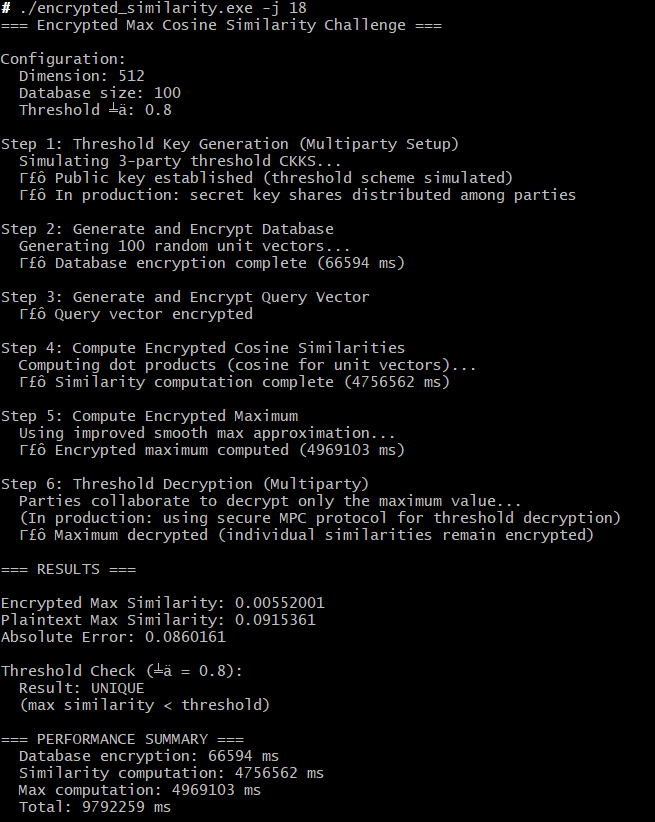 # ./encrypted_similarity.exe -j 18
=== Encrypted Max Cosine Similarity Challenge ===
Configuration:
Dimension: 512
Database size: 100
Threshold ╧ä: 0.8
Step 1: Threshold Key Generation (Multiparty Setup)
Simulating 3-party threshold CKKS...
Γ£ô Public key established (threshold scheme simulated)
Γ£ô In production: secret key shares distributed among parties
Step 2: Generate and Encrypt Database
Generating 100 random unit vectors...
Γ£ô Database encryption complete (66594 ms)
Step 3: Generate and Encrypt Query Vector
Γ£ô Query vector encrypted
Step 4: Compute Encrypted Cosine Similarities
Computing dot products (cosine for unit vectors)...
Γ£ô Similarity computation complete (4756562 ms)
Step 5: Compute Encrypted Maximum
Using improved smooth max approximation...
Γ£ô Encrypted maximum computed (4969103 ms)
Step 6: Threshold Decryption (Multiparty)
Parties collaborate to decrypt only the maximum value...
(In production: using secure MPC protocol for threshold decryption)
Γ£ô Maximum decrypted (individual similarities remain encrypted)
=== RESULTS ===
Encrypted Max Similarity: 0.00552001
Plaintext Max Similarity: 0.0915361
Absolute Error: 0.0860161
Threshold Check (╧ä = 0.8):
Result: UNIQUE
(max similarity < threshold)
=== PERFORMANCE SUMMARY ===
Database encryption: 66594 ms
Similarity computation: 4756562 ms
Max computation: 4969103 ms
Total: 9792259 ms